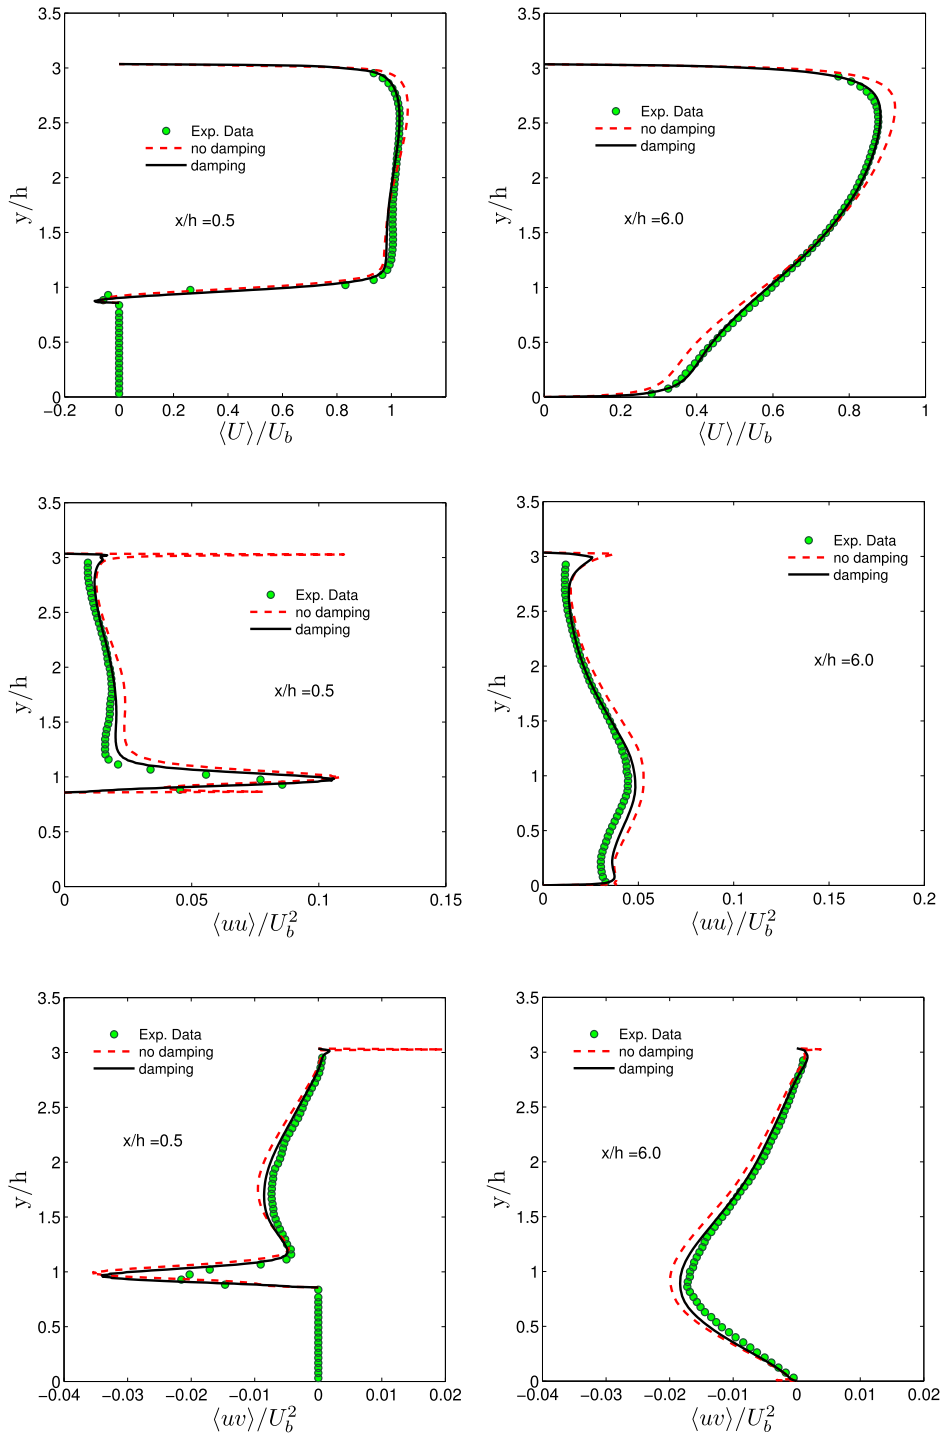 3.5
3
2.5
2
1.5
1
0.5
0
y/h
Exp. Data
no damping
damping
x/h =0.5
−0.2 0 0.2 0.4 0.6 0.8 1
⟨U⟩/U_b
3.5
3
2.5
2
1.5
1
0.5
0
y/h
Exp. Data
no damping
damping
x/h =6.0
0 0.2 0.4 0.6 0.8 1
⟨U⟩/U_b
3.5
3
2.5
2
1.5
1
0.5
0
y/h
Exp. Data
no damping
damping
x/h =0.5
0 0.05 0.1 0.15
⟨uu⟩/U_b^2
3.5
3
2.5
2
1.5
1
0.5
0
y/h
Exp. Data
no damping
damping
x/h =6.0
0 0.05 0.1 0.15 0.2
⟨uu⟩/U_b^2
3.5
3
2.5
2
1.5
1
0.5
0
y/h
Exp. Data
no damping
damping
x/h =0.5
−0.04 −0.03 −0.02 −0.01 0 0.01 0.02
⟨uv⟩/U_b^2
3.5
3
2.5
2
1.5
1
0.5
0
y/h
Exp. Data
no damping
damping
x/h =6.0
−0.04 −0.03 −0.02 −0.01 0 0.01 0.02
⟨uv⟩/U_b^2